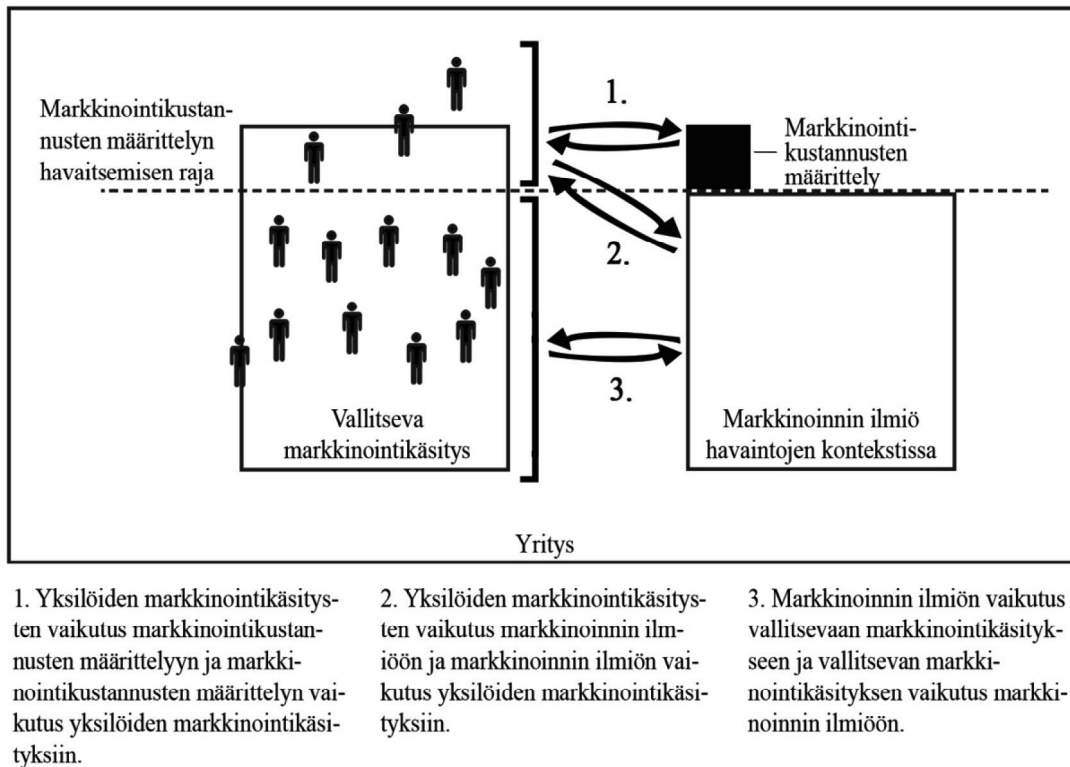 Markkinointikustan-
nusten määrittelyn
havaitsemisen raja
1.
Markkinointi-
kustannusten
määrittely
2.
3.
Vallitseva
markkinointikäsitys
Markkinoinnin ilmiö
havaintojen kontekstissa
Yritys
1. Yksilöiden markkinointikäsitys-
ten vaikutus markkinointikustan-
nusten määrittelyyn ja markki-
nointikustannusten määrittelyn vai-
kutus yksilöiden markkinointikäsi-
tyksiin.
2. Yksilöiden markkinointikäsitys-
ten vaikutus markkinoinnin ilm-
iöön ja markkinoinnin ilmiön vai-
kutus yksilöiden markkinointikäsi-
tyksiin.
3. Markkinoinnin ilmiön vaikutus
vallitsevaan markkinointikäsityk-
seen ja vallitsevan markki-
nointikäsityksen vaikutus markki-
noinnin ilmiöön.